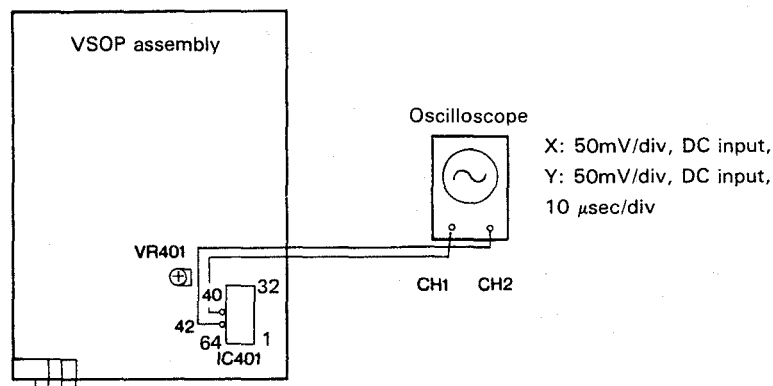 VSOP assembly
Oscilloscope
X: 50mV/div, DC input,
Y: 50mV/div, DC input,
10 μsec/div
VR401
CH1 CH2
40
32
42
64
1
IC401